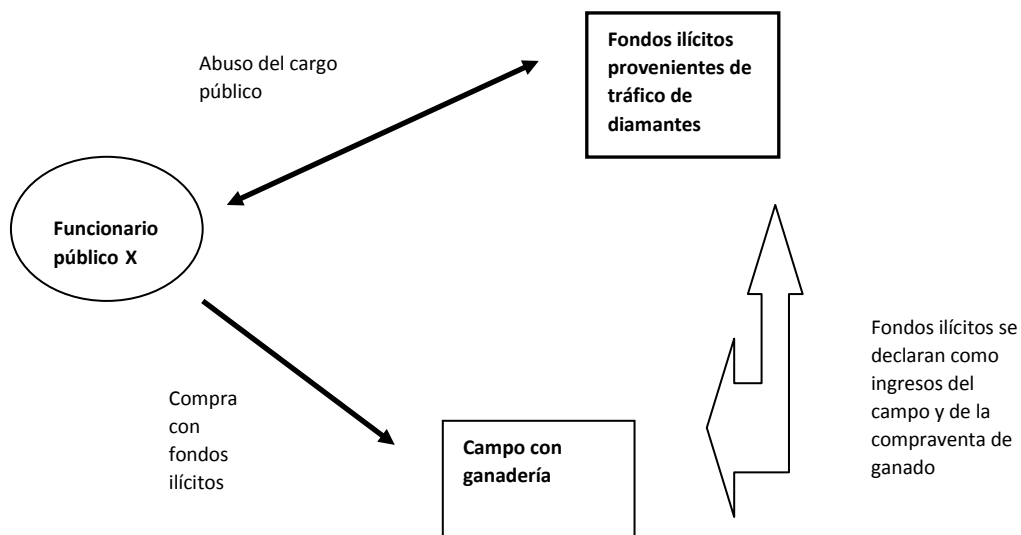 Abuso del cargo
público
Fondos ilícitos
provenientes de
tráfico de
diamantes
Funcionario
público X
Fondos ilícitos se
declaran como
ingresos del
campo y de la
compraventa de
ganado
Compra
con
fondos
ilícitos
Campo con
ganadería